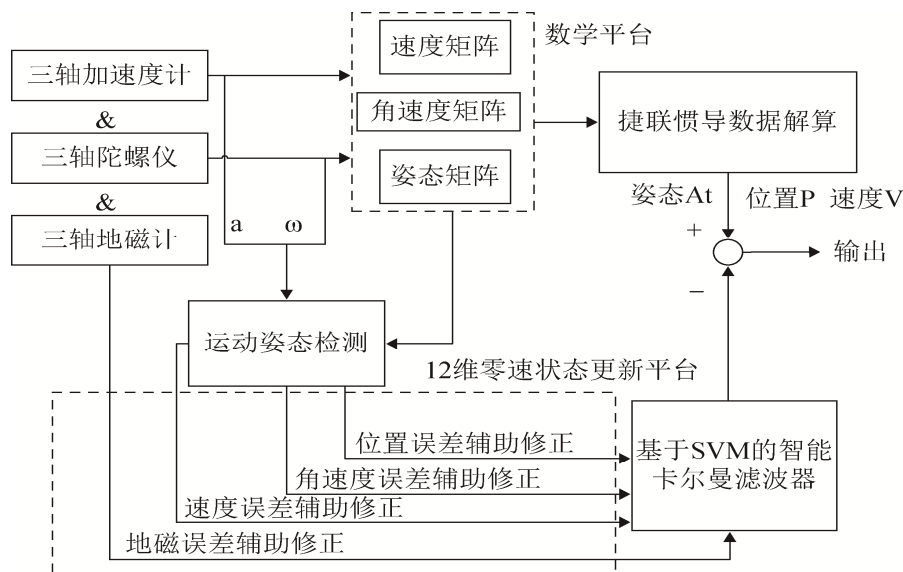 三轴加速度计
&
三轴陀螺仪
&
三轴地磁计
a
ω
数学平台
速度矩阵
角速度矩阵
姿态矩阵
捷联惯导数据解算
姿态At
位置P 速度V
+
−
输出
运动姿态检测
12维零速状态更新平台
位置误差辅助修正
角速度误差辅助修正
速度误差辅助修正
地磁误差辅助修正
基于SVM的智能
卡尔曼滤波器